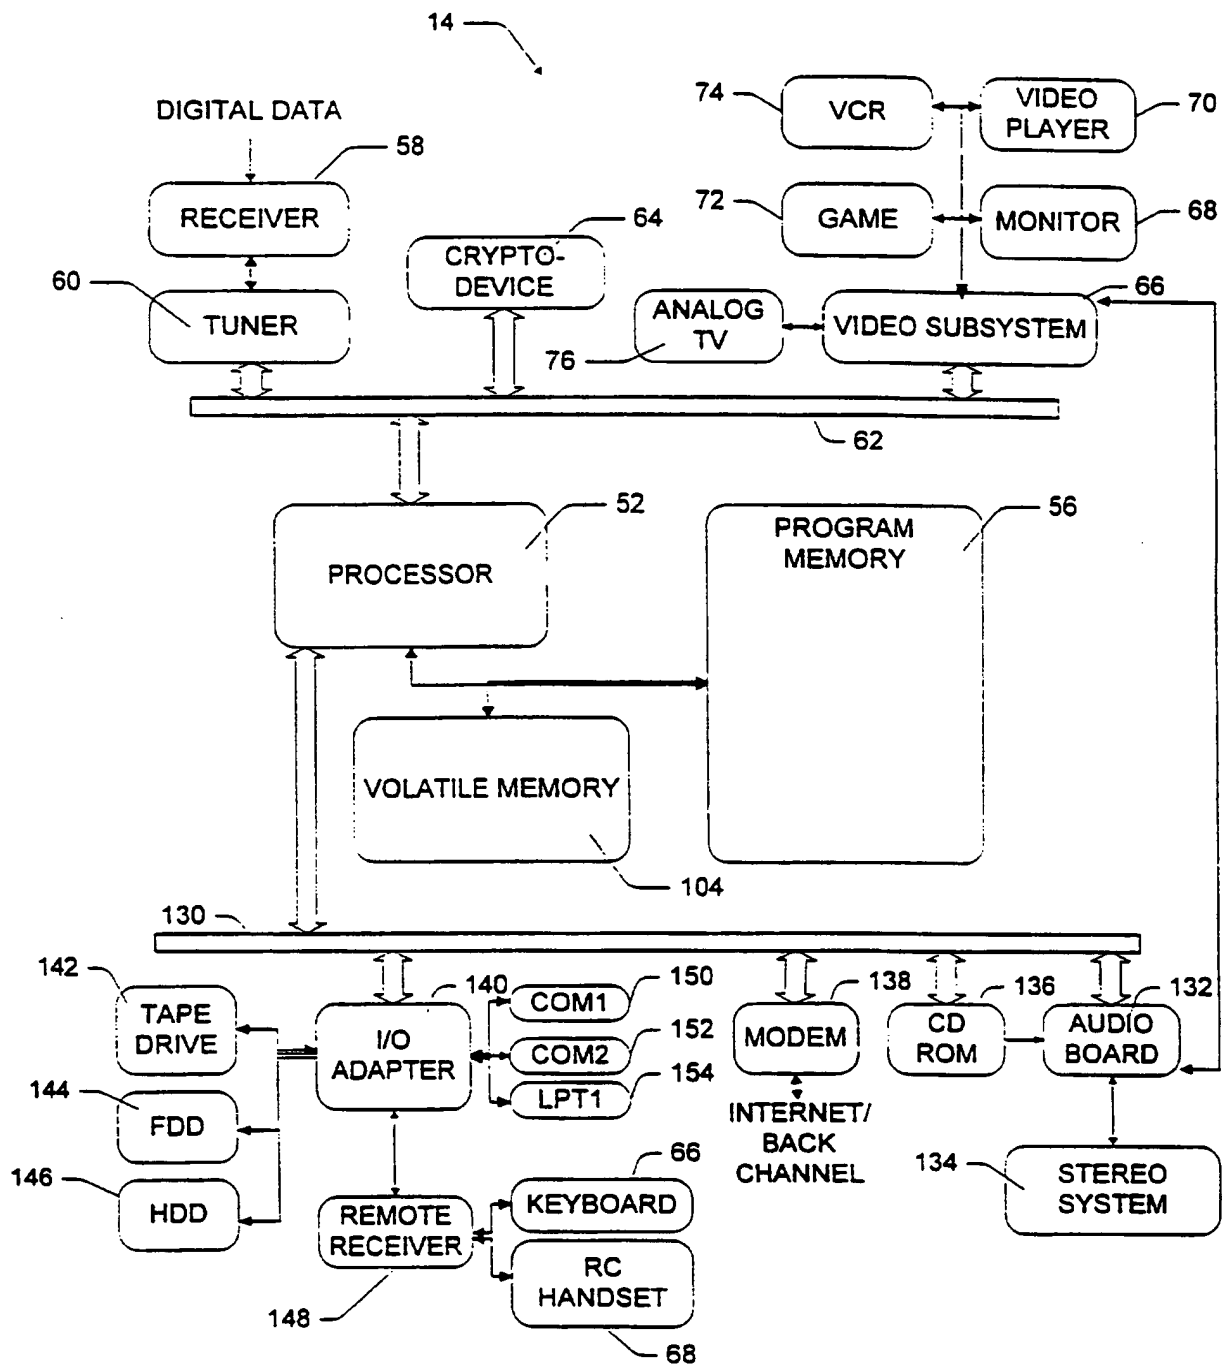 14
DIGITAL DATA
58
RECEIVER
60
TUNER
64
CRYPTO-
DEVICE
74
VCR
VIDEO
PLAYER
70
72
GAME
MONITOR
68
66
ANALOG
TV
76
VIDEO SUBSYSTEM
62
52
PROCESSOR
56
PROGRAM
MEMORY
VOLATILE MEMORY
104
130
142
TAPE
DRIVE
140
I/O
ADAPTER
150
COM1
152
COM2
154
LPT1
138
MODEM
136
CD
ROM
132
AUDIO
BOARD
144
FDD
INTERNET/
BACK
CHANNEL
146
HDD
134
STEREO
SYSTEM
REMOTE
RECEIVER
148
66
KEYBOARD
RC
HANDSET
68